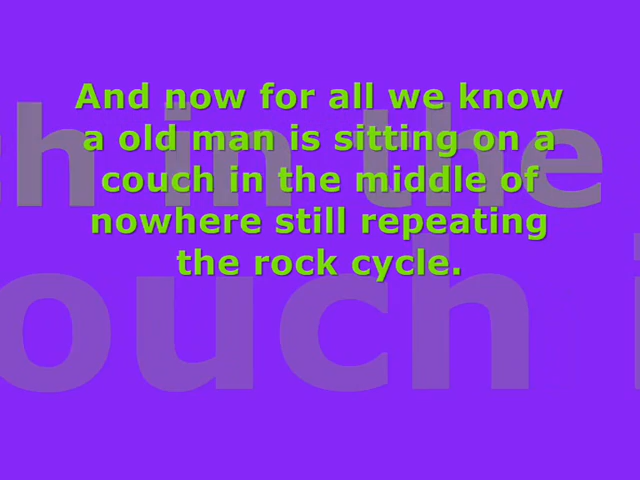 And now for all we know
a old man is sitting on a
couch in the middle of
nowhere still repeating
the rock cycle.
ch in the
ouch i